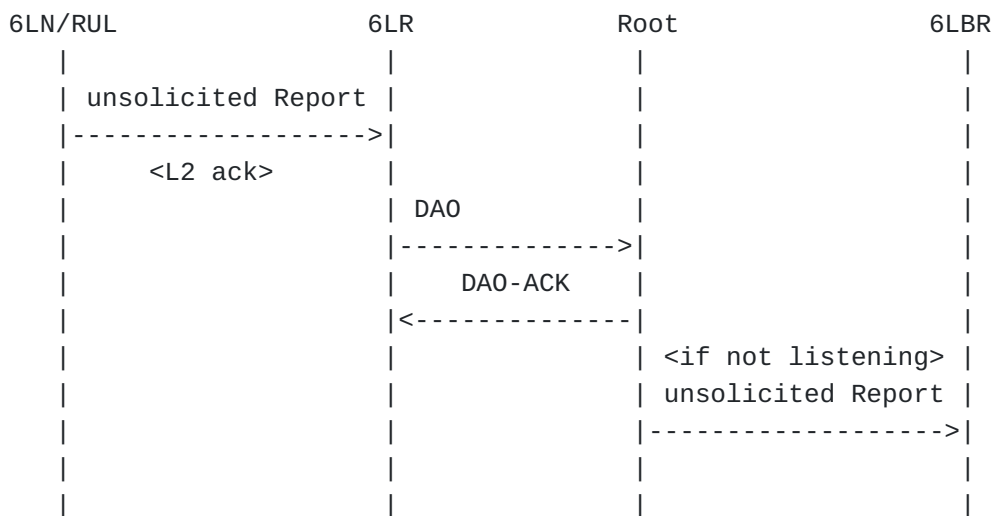 6LN/RUL 6LR Root 6LBR
unsolicited Report
<L2 ack>
DAO
DAO-ACK
<if not listening>
unsolicited Report